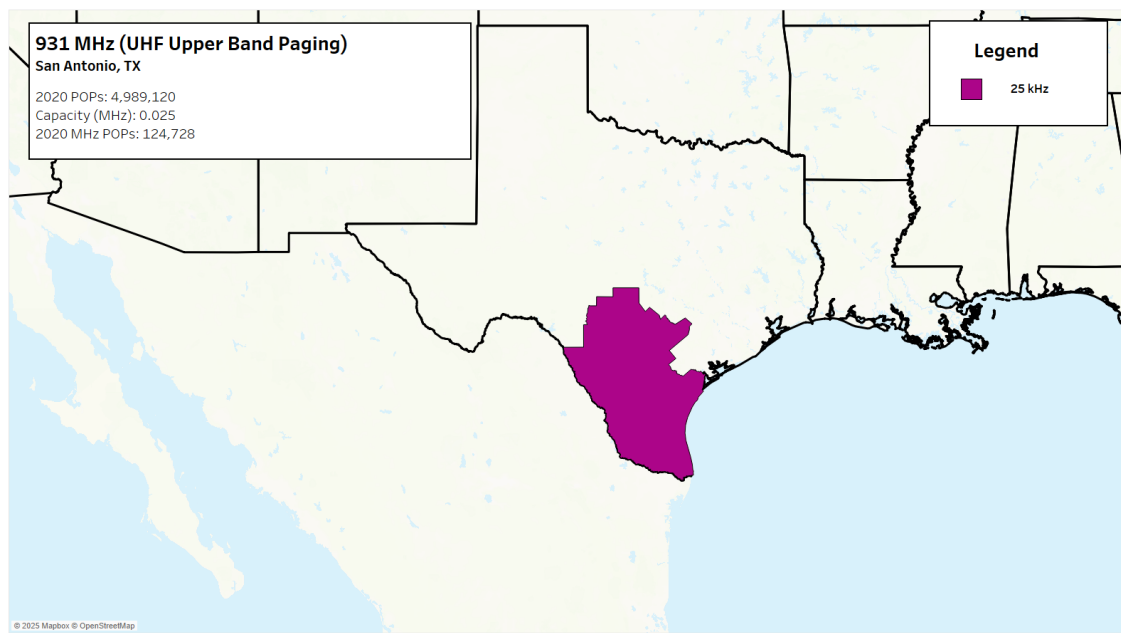 931 MHz (UHF Upper Band Paging)
San Antonio, TX
2020 POPs: 4,989,120
Capacity (MHz): 0.025
2020 MHz POPs: 124,728
Legend
25 kHz
© 2025 Mapbox © OpenStreetMap